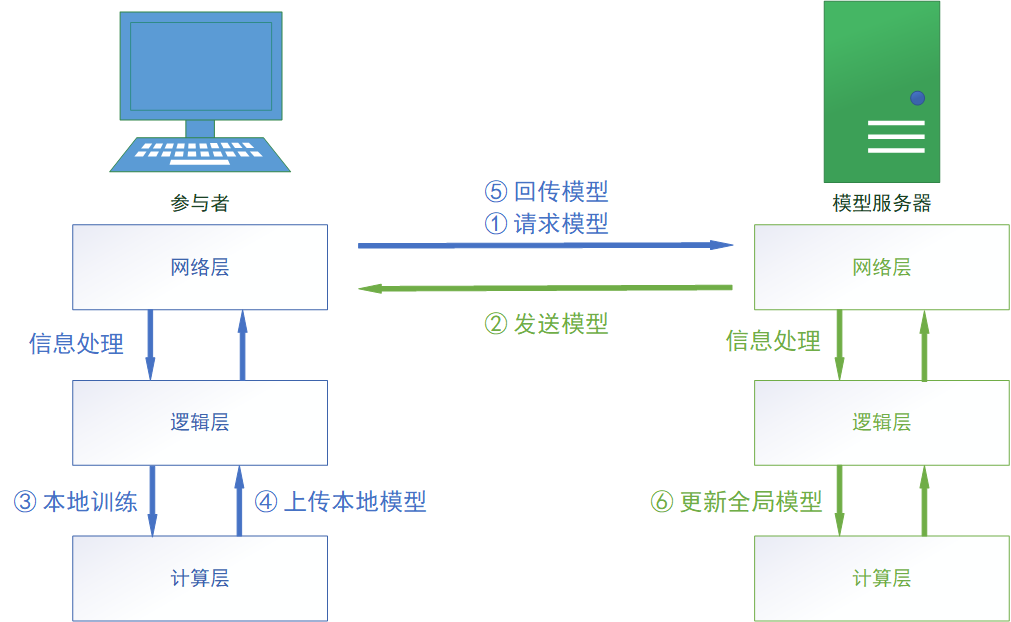 参与者
模型服务器
⑤ 回传模型
① 请求模型
网络层
网络层
② 发送模型
信息处理
信息处理
逻辑层
逻辑层
③ 本地训练
④ 上传本地模型
⑥ 更新全局模型
计算层
计算层